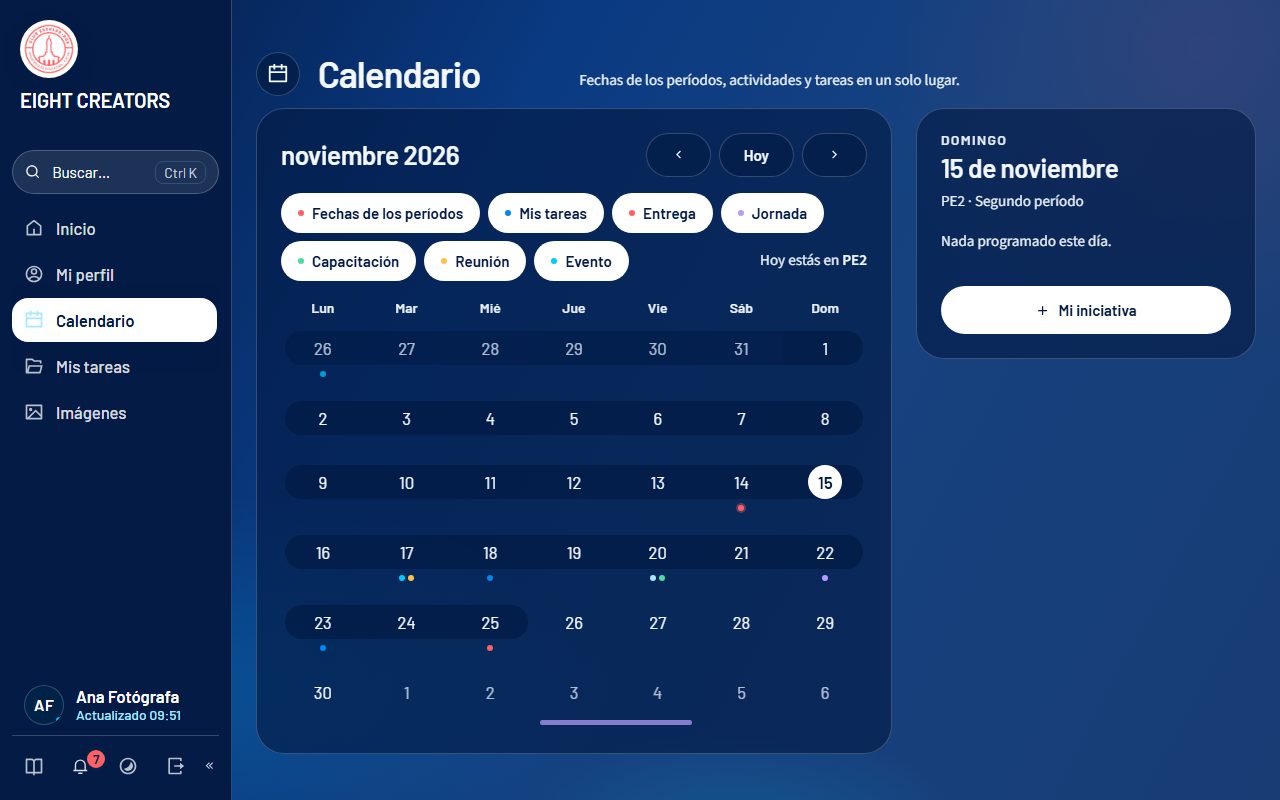 EIGHT CREATORS
Buscar... Ctrl K
Inicio
Mi perfil
Calendario
Mis tareas
Imágenes
Ana Fotógrafa
AF
Actualizado 09:51
7
Calendario
Fechas de los períodos, actividades y tareas en un solo lugar.
noviembre 2026
Hoy
Fechas de los períodos Mis tareas Entrega Jornada
Capacitación Reunión Evento Hoy estás en PE2
Lun Mar Mié Jue Vie Sáb Dom
26 27 28 29 30 31 1
2 3 4 5 6 7 8
9 10 11 12 13 14 15
16 17 18 19 20 21 22
23 24 25 26 27 28 29
30 1 2 3 4 5 6
DOMINGO
15 de noviembre
PE2 · Segundo período
Nada programado este día.
+ Mi iniciativa